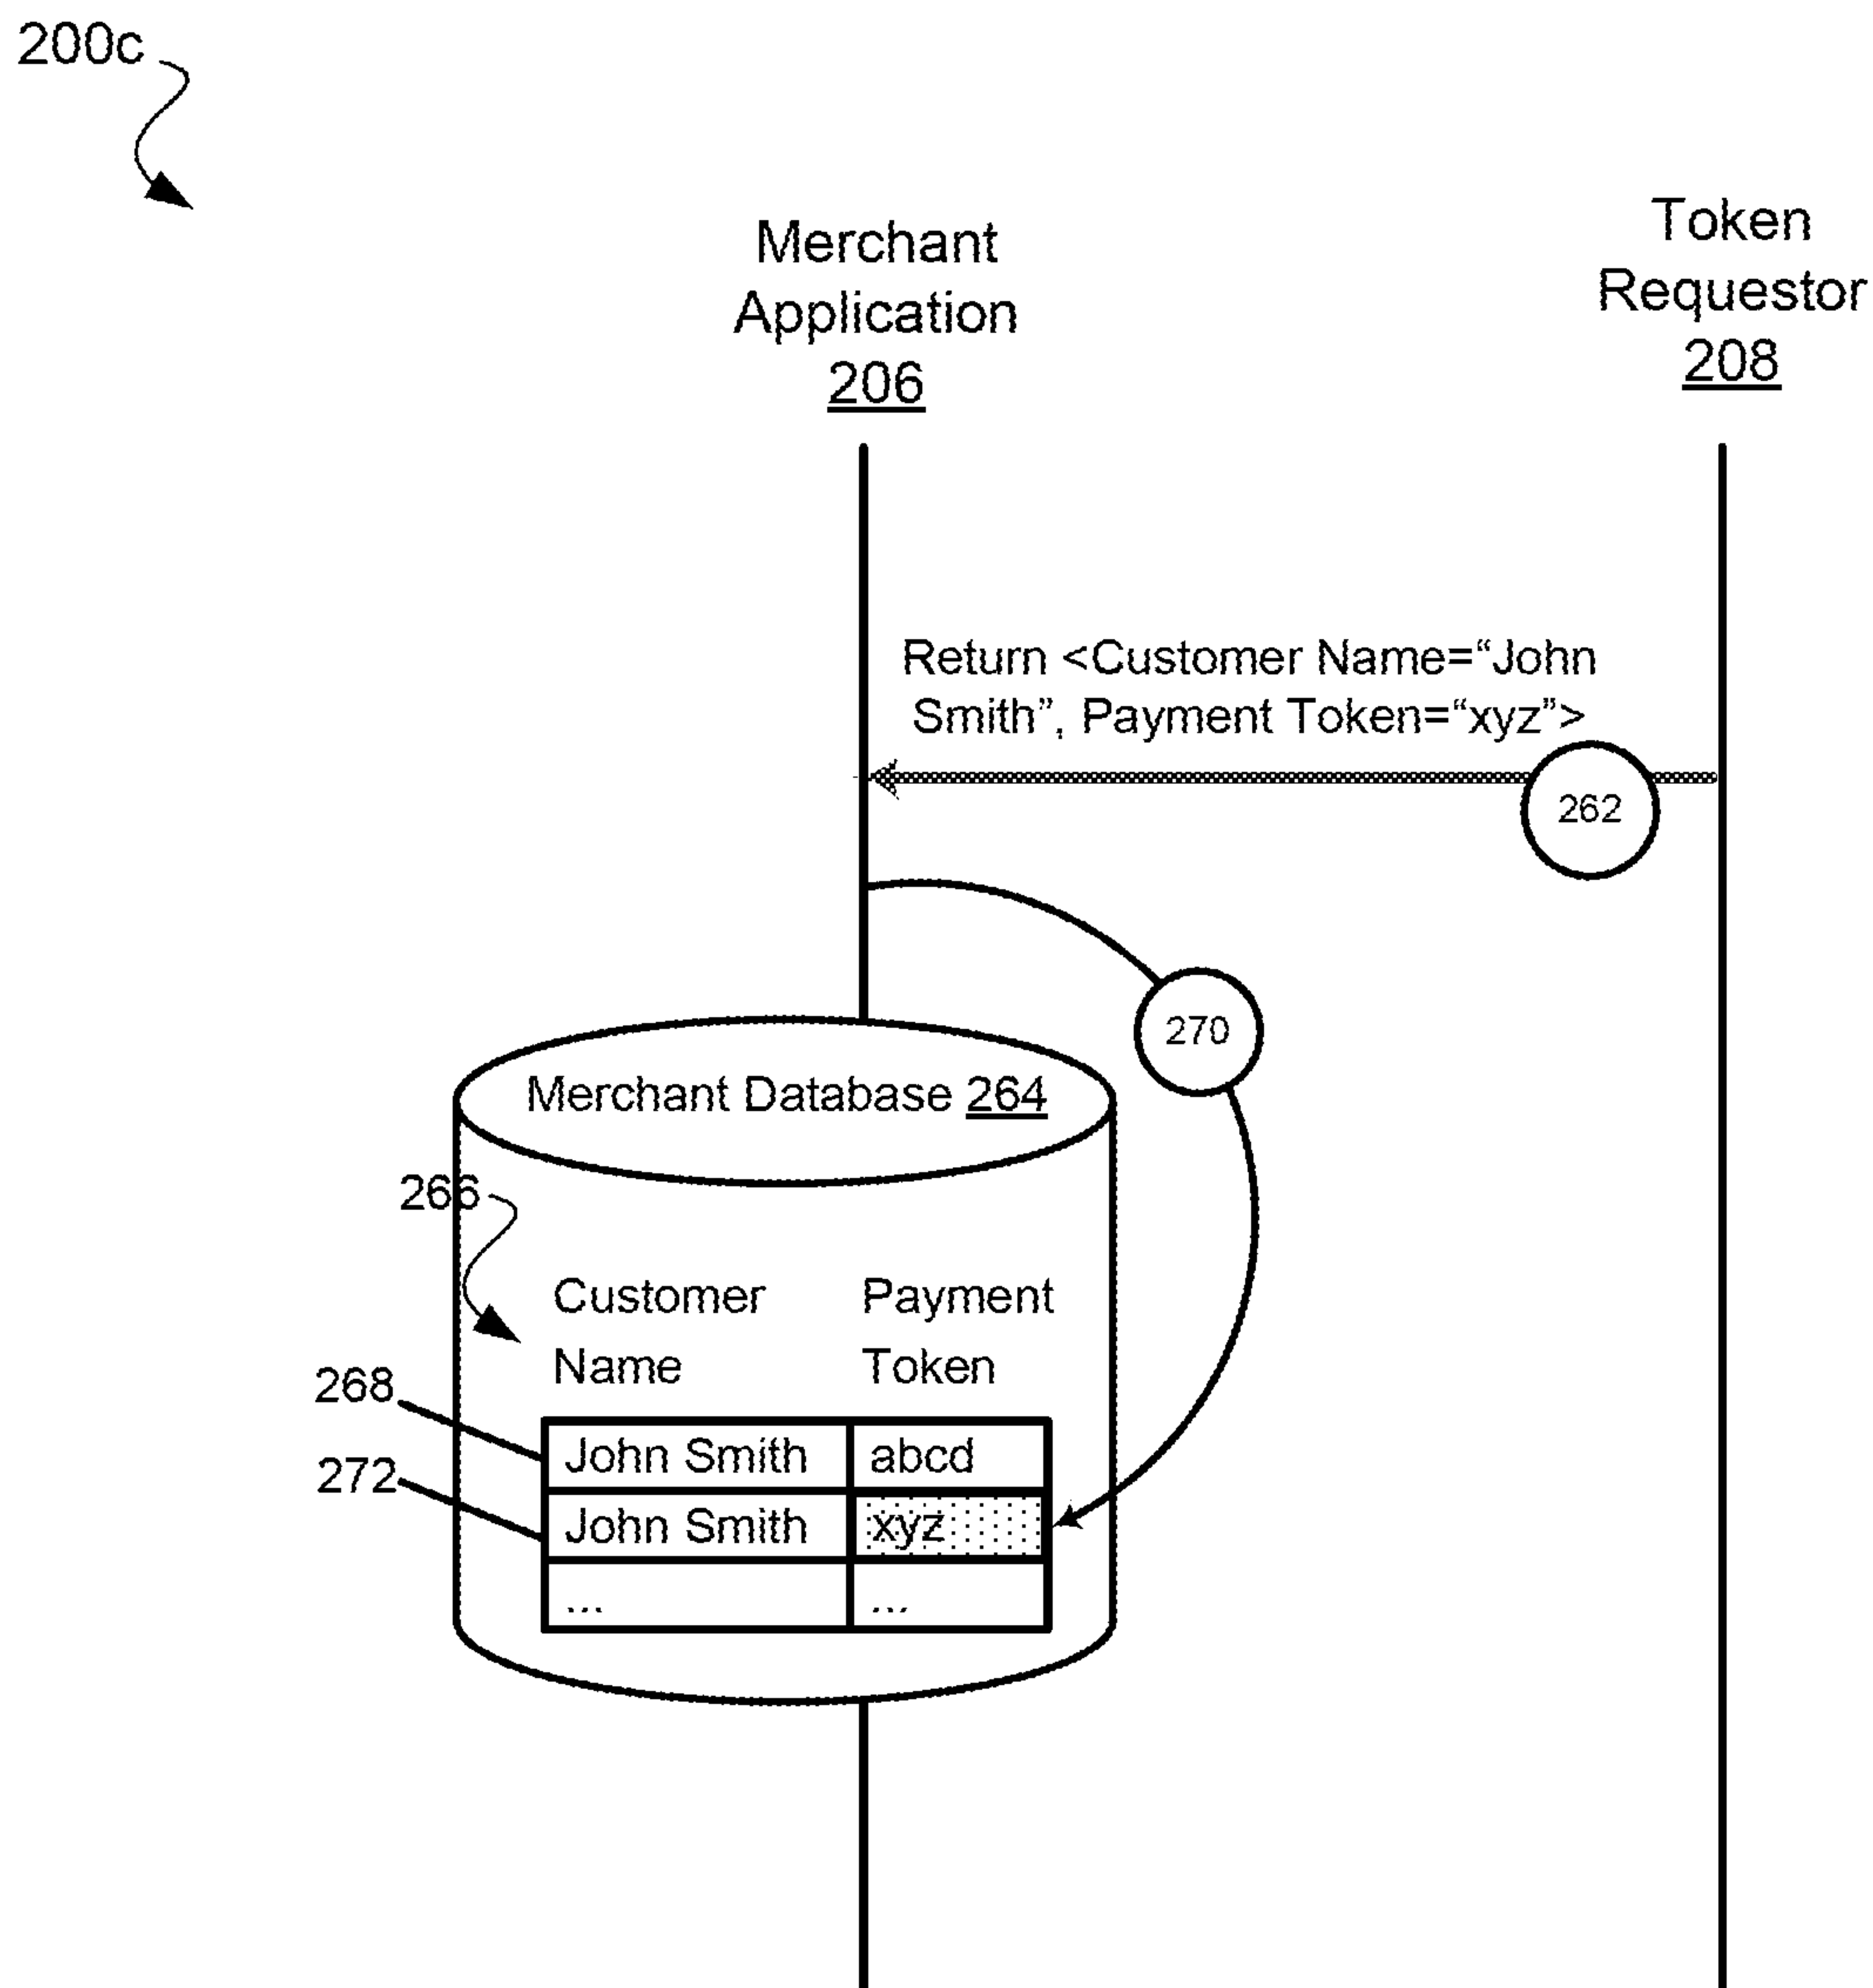 200c
Merchant
Application
206
Token
Requestor
208
Return <Customer Name=“John
Smith”, Payment Token=“xyz”>
262
270
Merchant Database 264
266
Customer
Name
Payment
Token
268
John Smith
abcd
272
John Smith
xyz
...
...